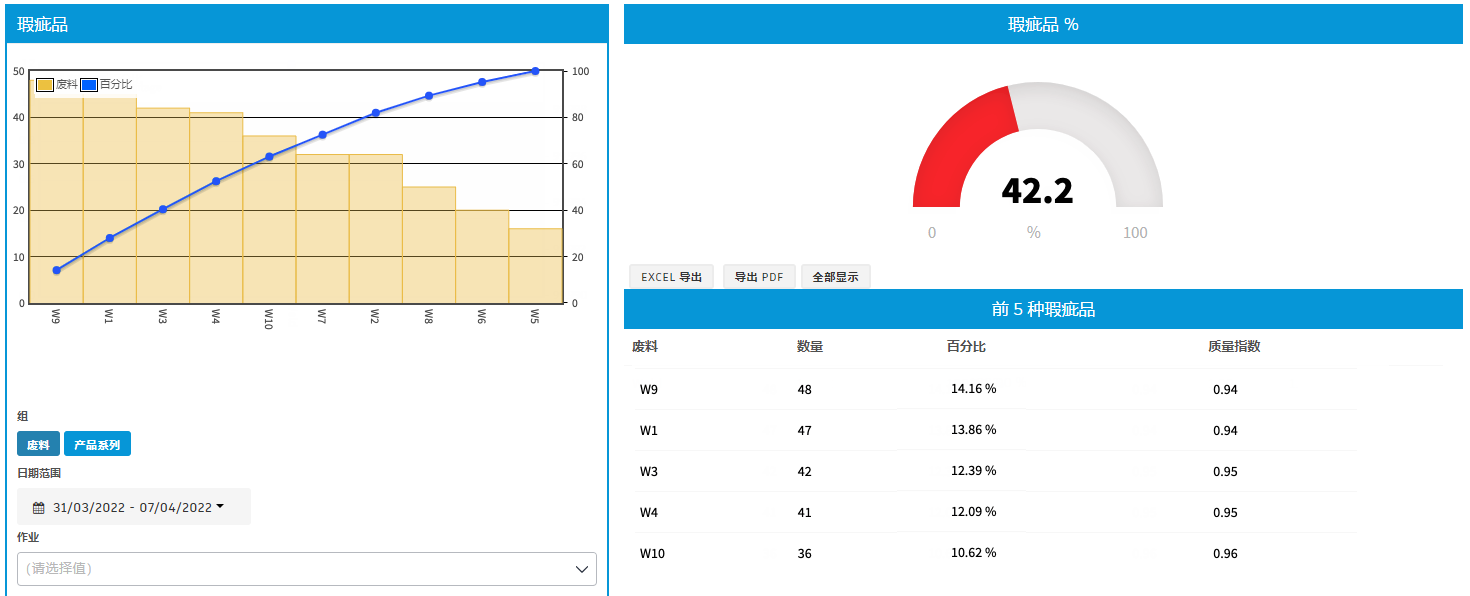 瑕疵品
废料 百分比
50
40
30
20
10
0
100
80
60
40
20
0
W9 W1 W3 W4 W10 W7 W2 W8 W6 W5
组
废料 产品系列
日期范围
31/03/2022 - 07/04/2022
作业
(请选择值)
瑕疵品 %
42.2
0 % 100
EXCEL 导出 导出 PDF 全部显示
前 5 种瑕疵品
废料 数量 百分比 质量指数
W9 48 14.16 % 0.94
W1 47 13.86 % 0.94
W3 42 12.39 % 0.95
W4 41 12.09 % 0.95
W10 36 10.62 % 0.96